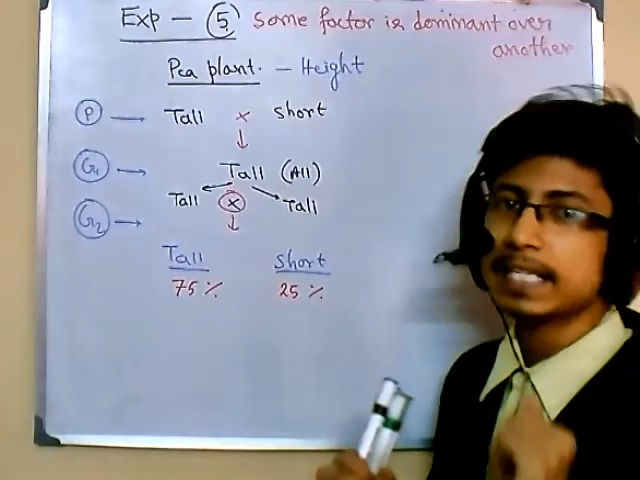 Exp - 5 Some factor is dominant over
another
Pea plant. - Height
P → Tall x short
G1 → Tall (All)
Tall x Tall
G2 →
Tall short
75% 25%